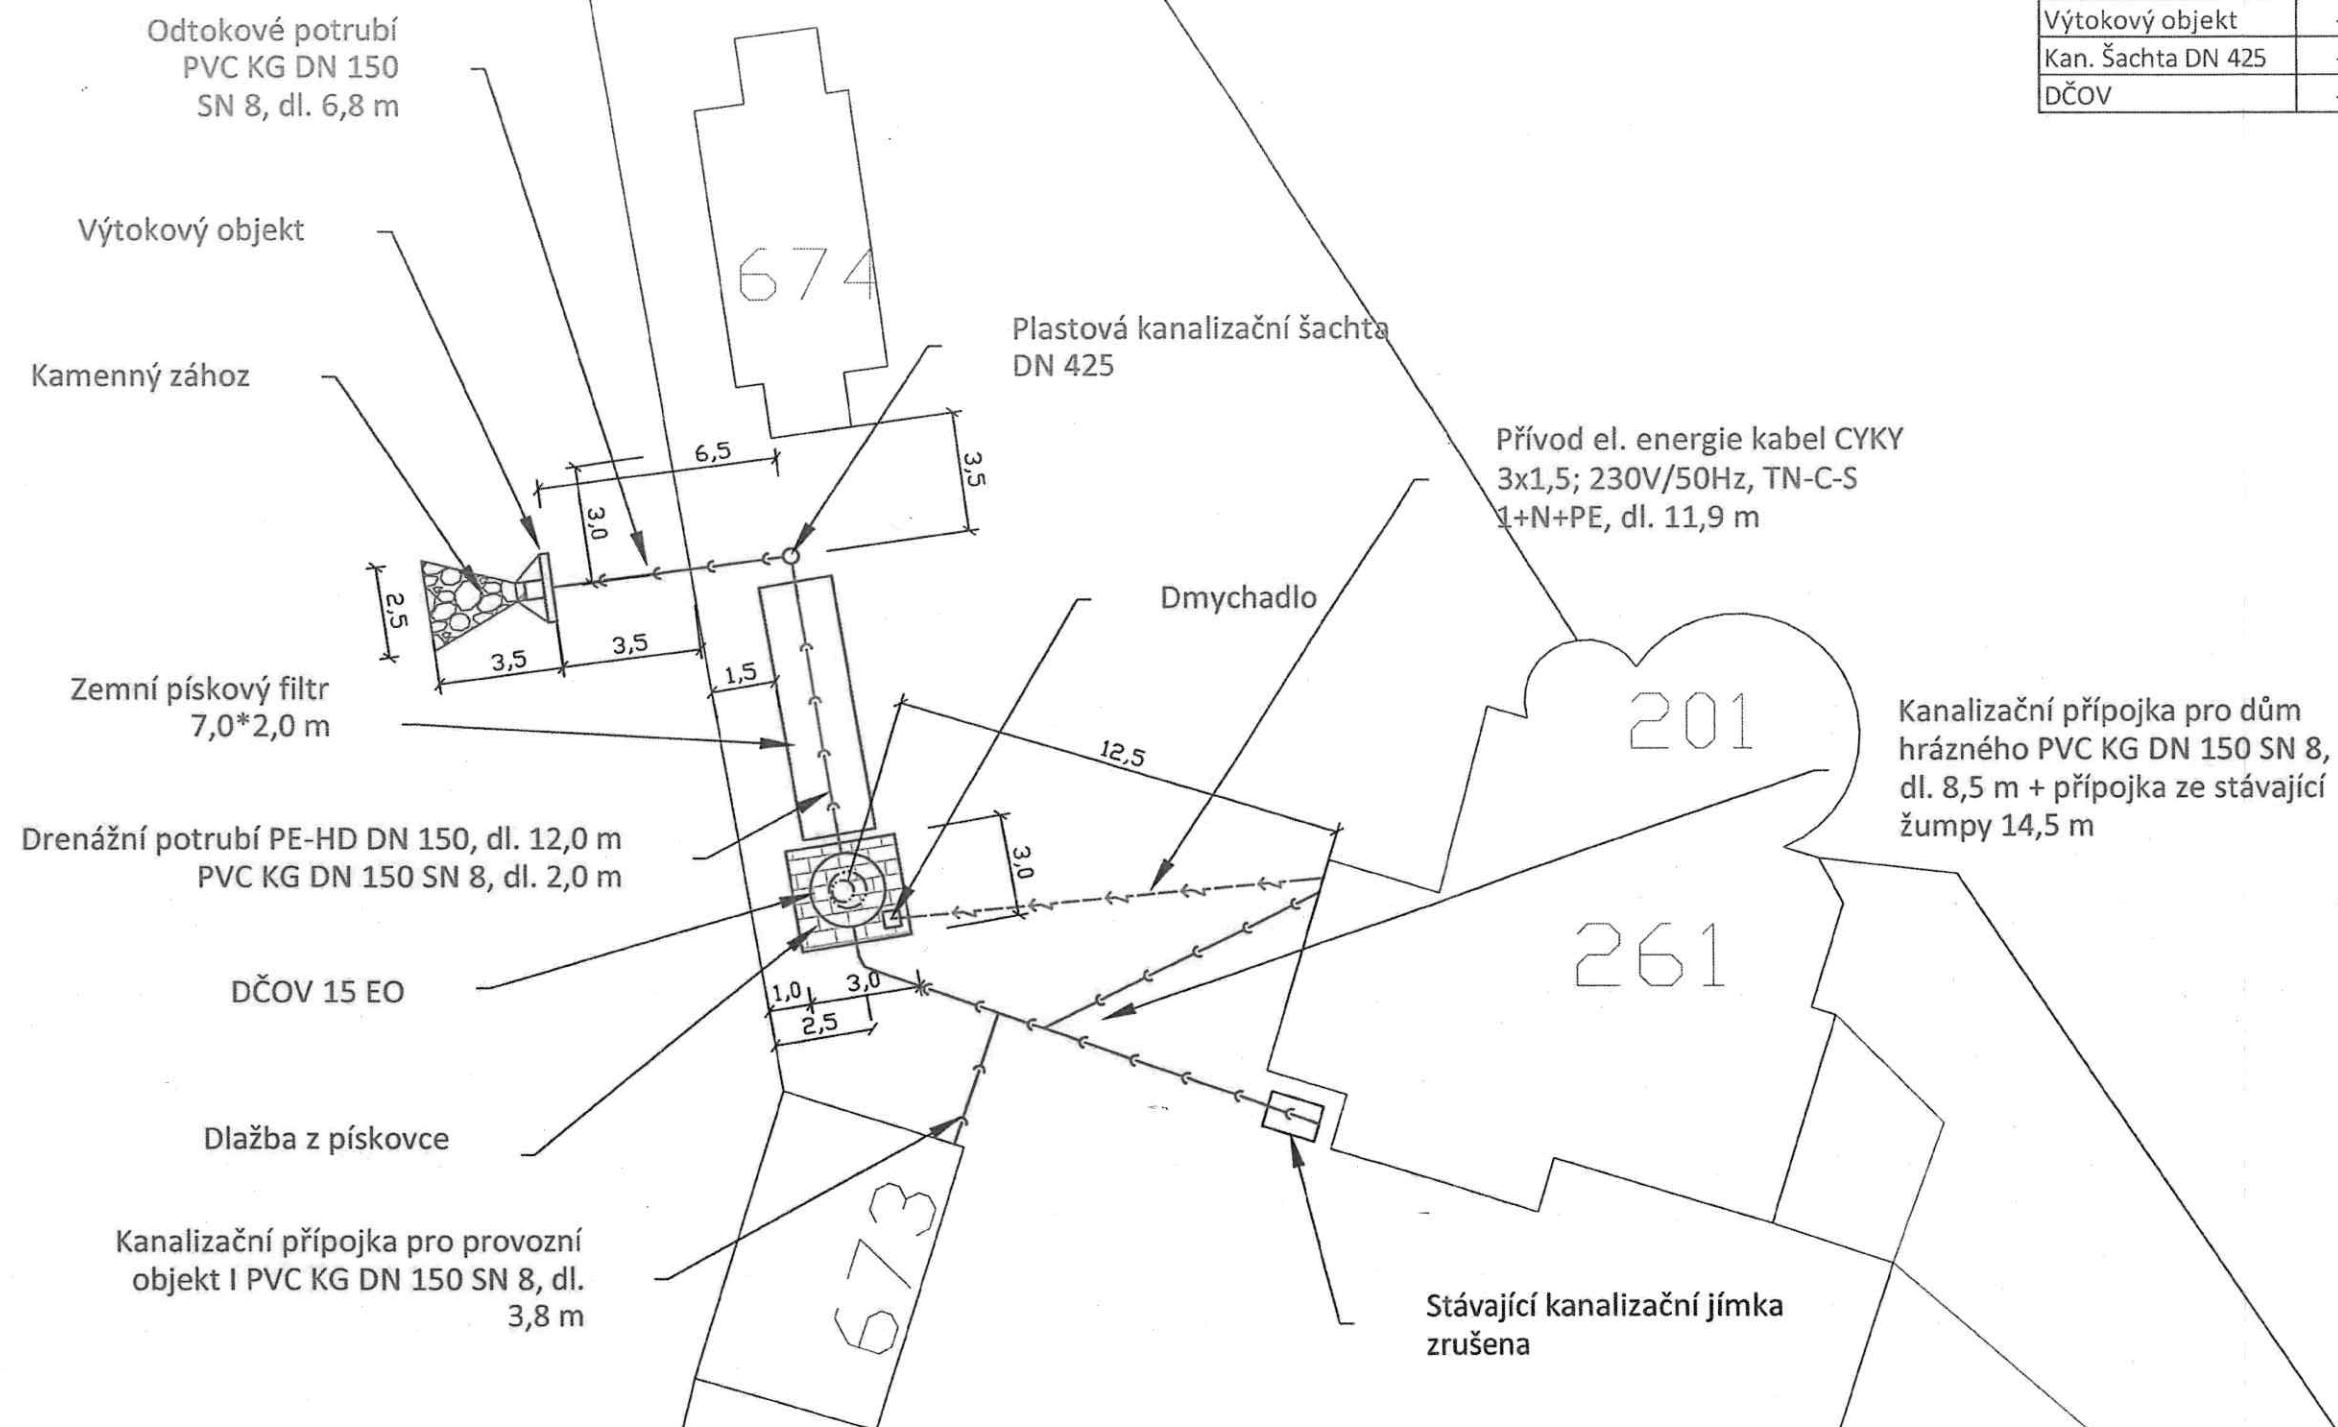 Odtokové potrubí
PVC KG DN 150
SN 8, dl. 6,8 m
Výtokový objekt
Kan. Šachta DN 425
DČOV
Výtokový objekt
674
Plastová kanalizační šachta
DN 425
Kamenný zához
6,5
3,5
3,0
Přívod el. energie kabel CYKY
3x1,5; 230V/50Hz, TN-C-S
1+N+PE, dl. 11,9 m
2,5
3,5
3,5
1,5
Dmychadlo
Zemní pískový filtr
7,0*2,0 m
12,5
201
Kanalizační přípojka pro dům
hrázného PVC KG DN 150 SN 8,
dl. 8,5 m + přípojka ze stávající
žumpy 14,5 m
Drenážní potrubí PE-HD DN 150, dl. 12,0 m
PVC KG DN 150 SN 8, dl. 2,0 m
3,0
261
DČOV 15 EO
1,0
3,0
2,5
Dlažba z pískovce
673
Kanalizační přípojka pro provozní
objekt I PVC KG DN 150 SN 8, dl.
3,8 m
Stávající kanalizační jímka
zrušena